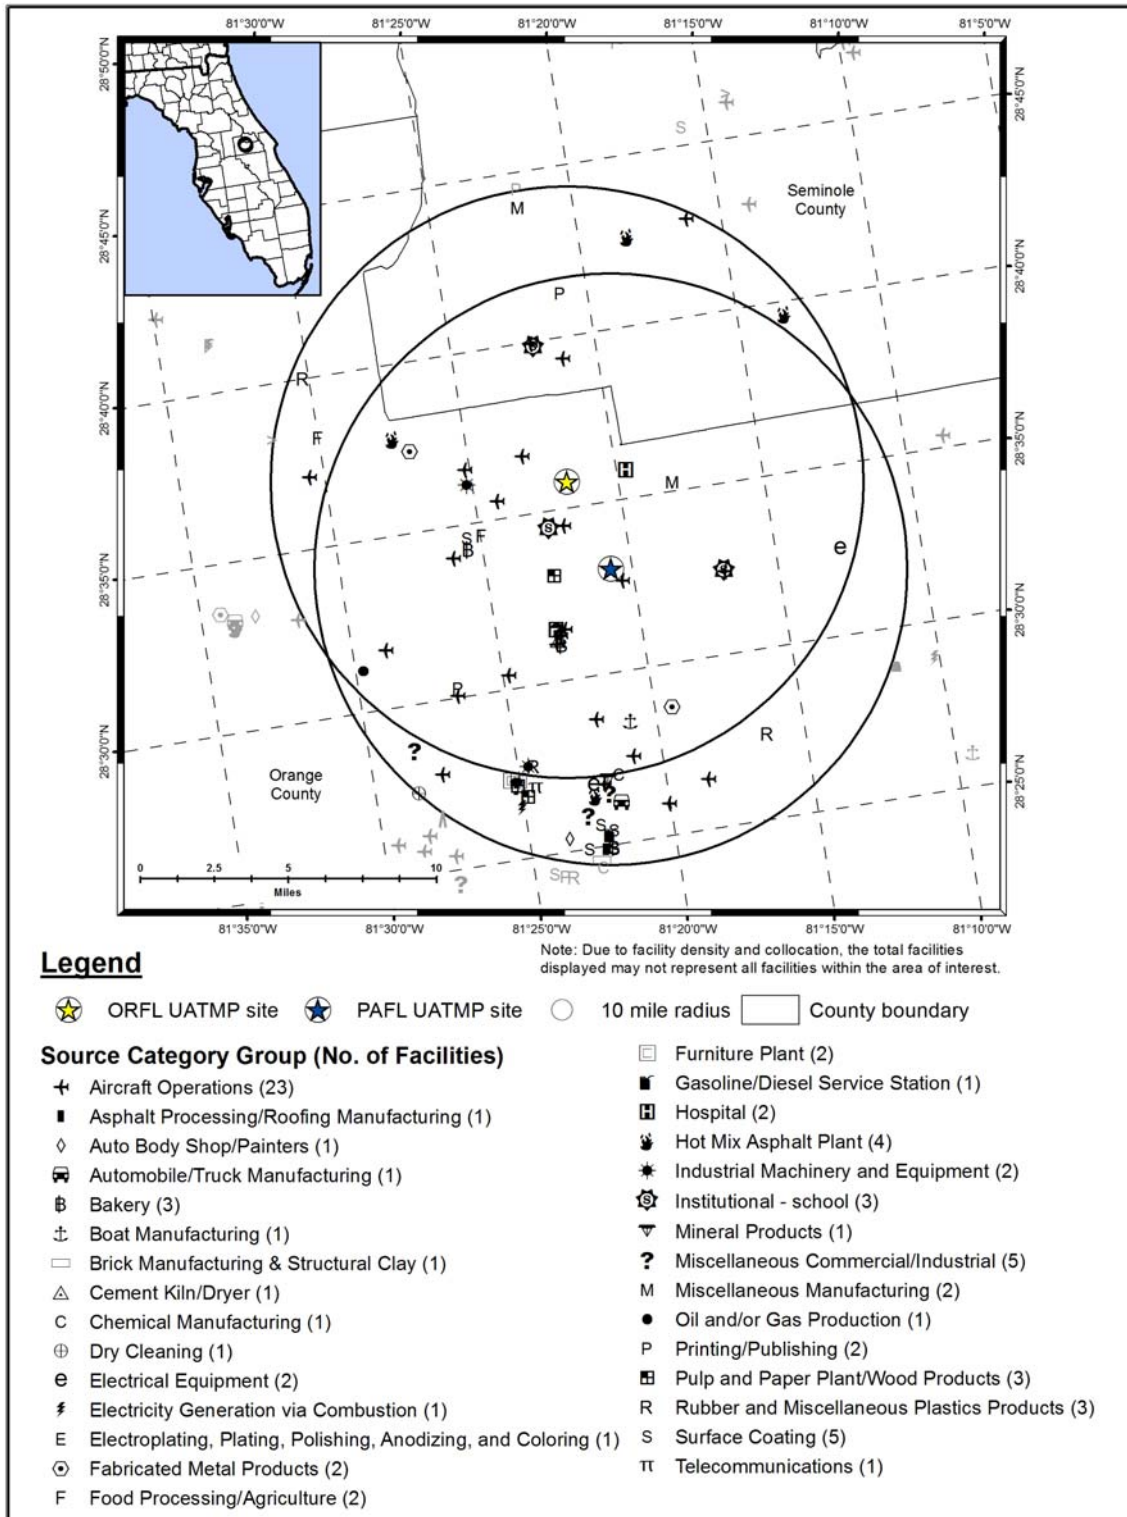 81°30'0"W 81°25'0"W 81°20'0"W 81°15'0"W 81°10'0"W 81°5'0"W
28°50'0"N
28°45'0"N
28°40'0"N
28°35'0"N
28°30'0"N
28°45'0"N
28°40'0"N
28°35'0"N
28°30'0"N
28°25'0"N
Seminole
County
Orange
County
0 2.5 5 10
Miles
81°35'0"W 81°30'0"W 81°25'0"W 81°20'0"W 81°15'0"W 81°10'0"W
Note: Due to facility density and collocation, the total facilities
displayed may not represent all facilities within the area of interest.
Legend
ORFL UATMP site PAFL UATMP site 10 mile radius County boundary
Source Category Group (No. of Facilities)
Aircraft Operations (23)
Asphalt Processing/Roofing Manufacturing (1)
Auto Body Shop/Painters (1)
Automobile/Truck Manufacturing (1)
Bakery (3)
Boat Manufacturing (1)
Brick Manufacturing & Structural Clay (1)
Cement Kiln/Dryer (1)
C Chemical Manufacturing (1)
Dry Cleaning (1)
e Electrical Equipment (2)
Electricity Generation via Combustion (1)
E Electroplating, Plating, Polishing, Anodizing, and Coloring (1)
Fabricated Metal Products (2)
F Food Processing/Agriculture (2)
Furniture Plant (2)
Gasoline/Diesel Service Station (1)
H Hospital (2)
Hot Mix Asphalt Plant (4)
Industrial Machinery and Equipment (2)
S Institutional - school (3)
Mineral Products (1)
? Miscellaneous Commercial/Industrial (5)
M Miscellaneous Manufacturing (2)
Oil and/or Gas Production (1)
P Printing/Publishing (2)
Pulp and Paper Plant/Wood Products (3)
R Rubber and Miscellaneous Plastics Products (3)
S Surface Coating (5)
π Telecommunications (1)